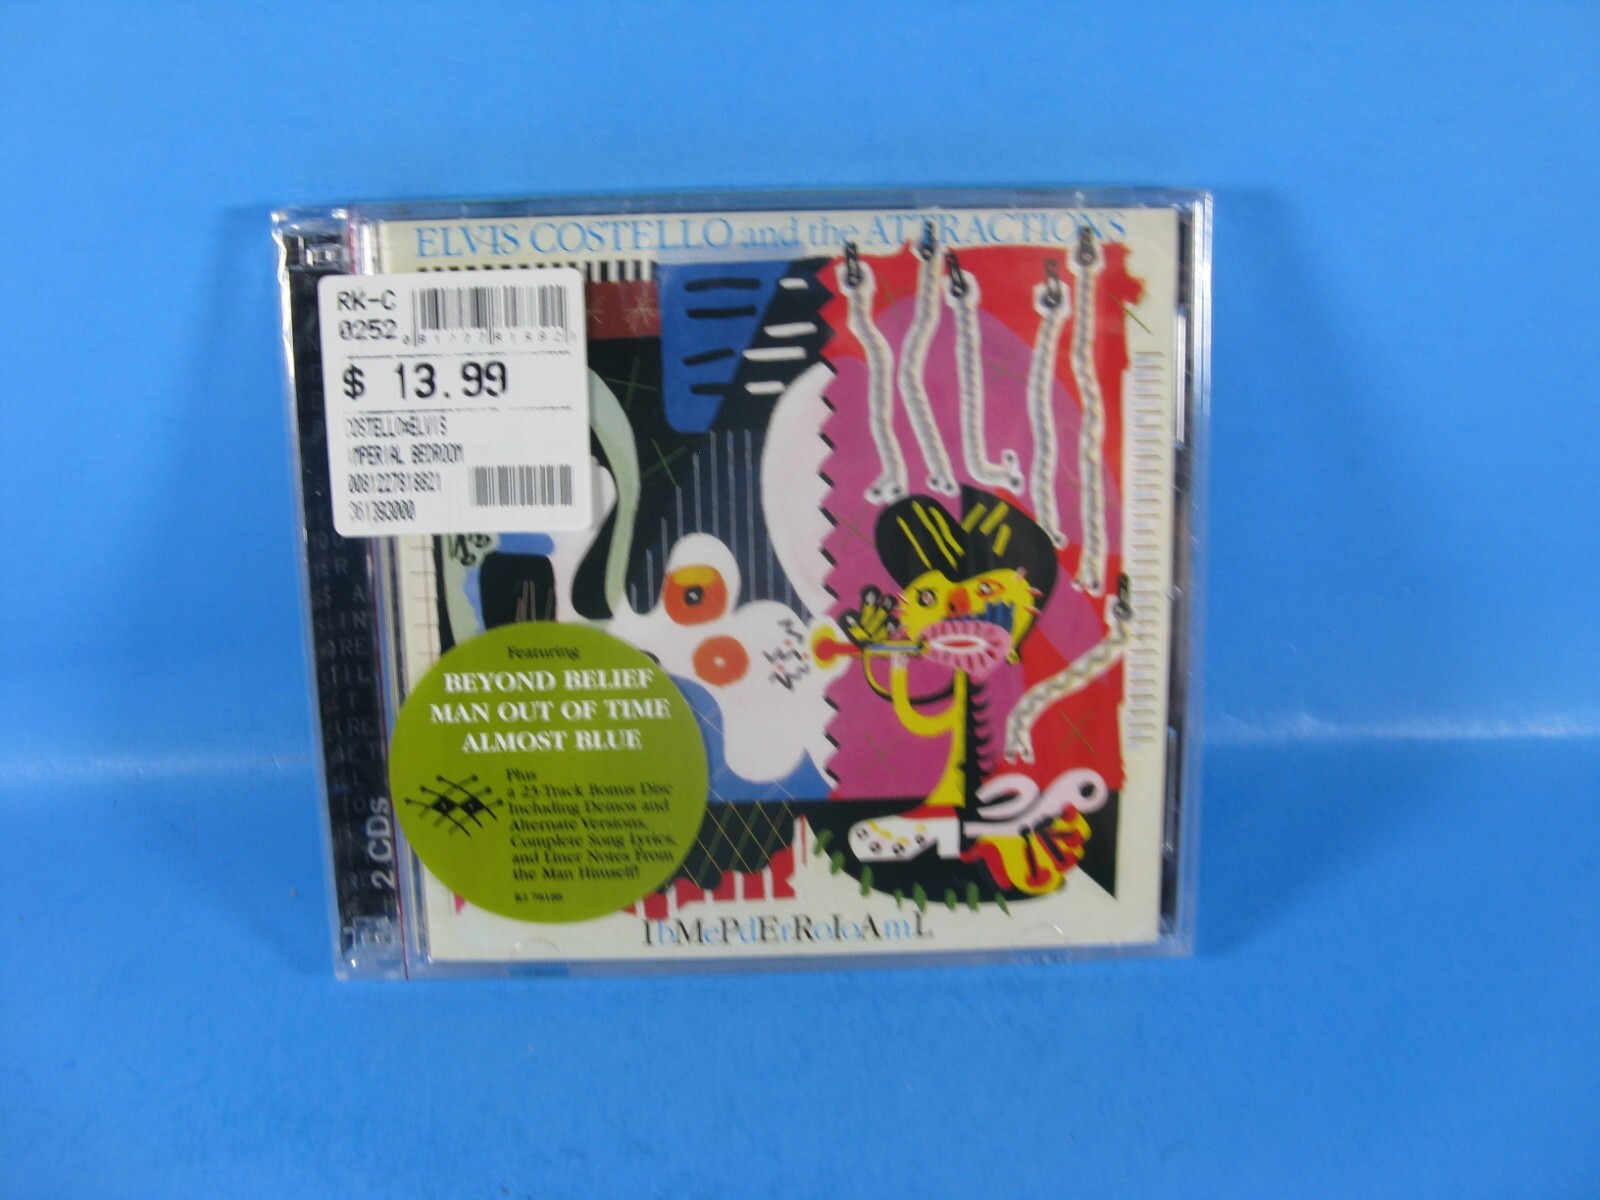 ELVIS COSTELLO and the ATTRACTIONS
RK-C
0252
$ 13.99
COSTELLO*ELVIS
IMPERIAL BEDROOM
0081227818821
361393000
Featuring
BEYOND BELIEF
MAN OUT OF TIME
ALMOST BLUE
Plus
a 23-Track Bonus Disc
Including Demos and
Alternate Versions,
Complete Song Lyrics,
and Liner Notes From
the Man Himself!
2 CDs
IbMePdErRoIoAmL